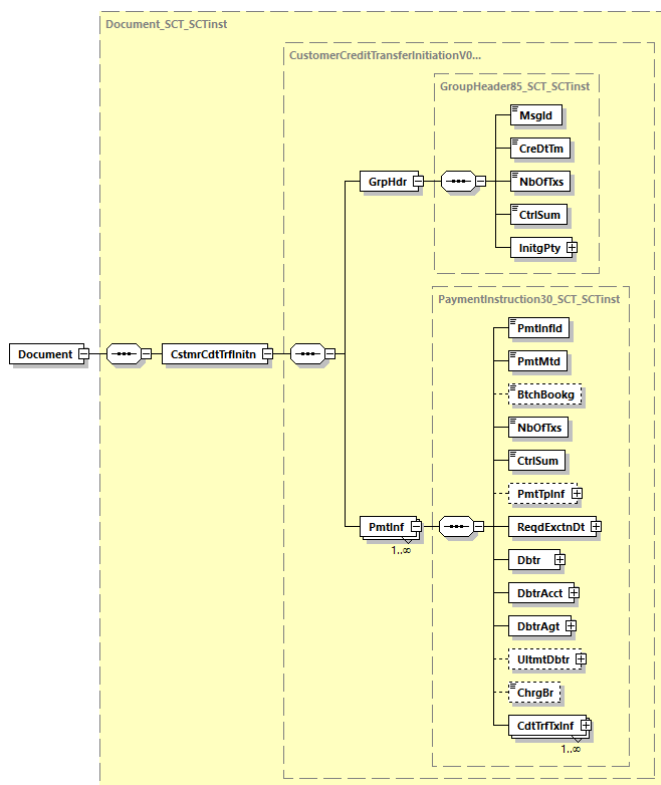 Document_SCT_SCTinst
CustomerCreditTransferInitiationV0...
GroupHeader85_SCT_SCTinst
MsgId
CreDtTm
GrpHdr
NbOfTxs
CtrlSum
InitgPty
PaymentInstruction30_SCT_SCTinst
PmtInfId
Document
CstmrCdtTrfInitn
PmtMtd
BtchBookg
NbOfTxs
CtrlSum
PmtTpInf
PmtInf
1..∞
ReqdExctnDt
Dbtr
DbtrAcct
DbtrAgt
UltmtDbtr
ChrgBr
CdtTrfTxInf
1..∞